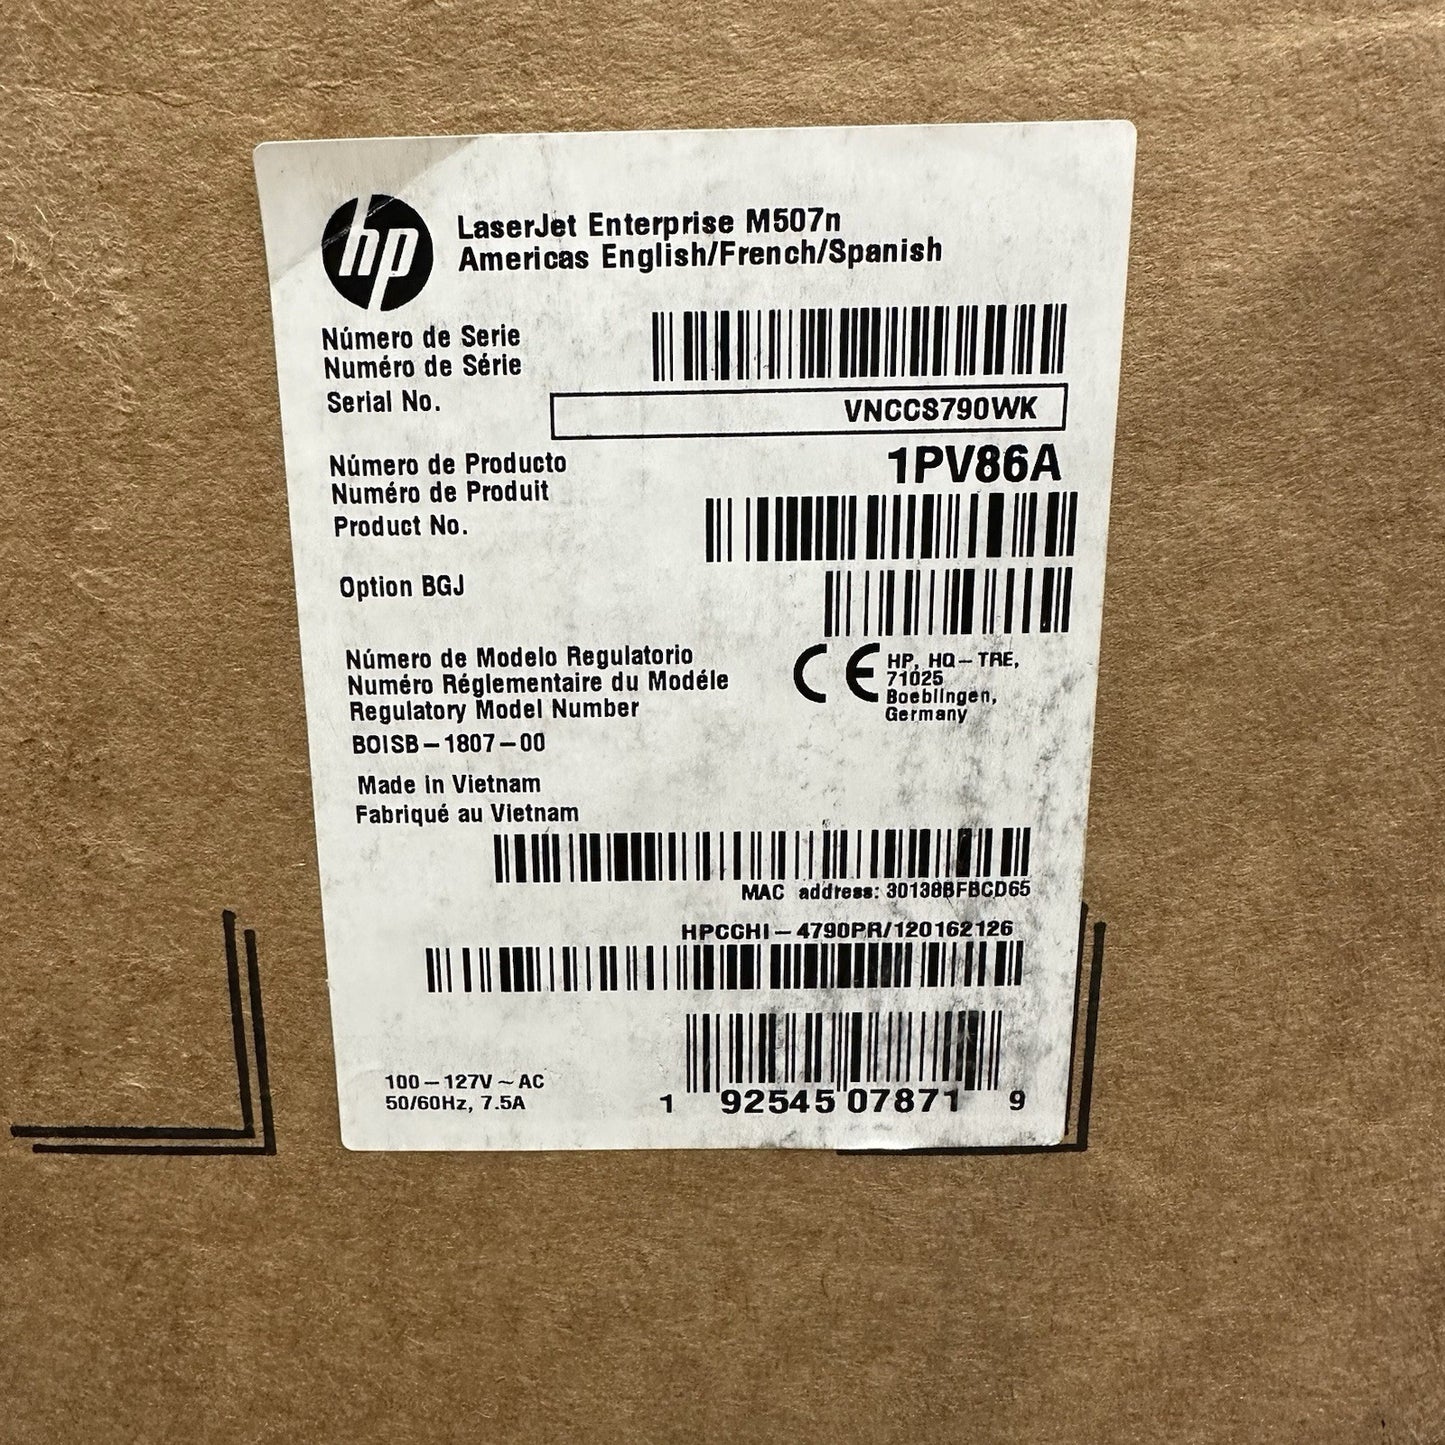 hp
LaserJet Enterprise M507n
Americas English/French/Spanish
Número de Serie
Numéro de Série
Serial No.
VNCCS790WK
Número de Producto
Numéro de Produit
Product No.
1PV86A
Option BGJ
Número de Modelo Regulatorio
Numéro Réglementaire du Modéle
Regulatory Model Number
BOISB-1807-00
HP, HQ-TRE,
71025
Boeblingen,
Germany
Made in Vietnam
Fabriqué au Vietnam
MAC address: 30138BFBCD65
HPCCHI-4790PR/120162126
100-127V~AC
50/60Hz, 7.5A
1 92545 07871 9